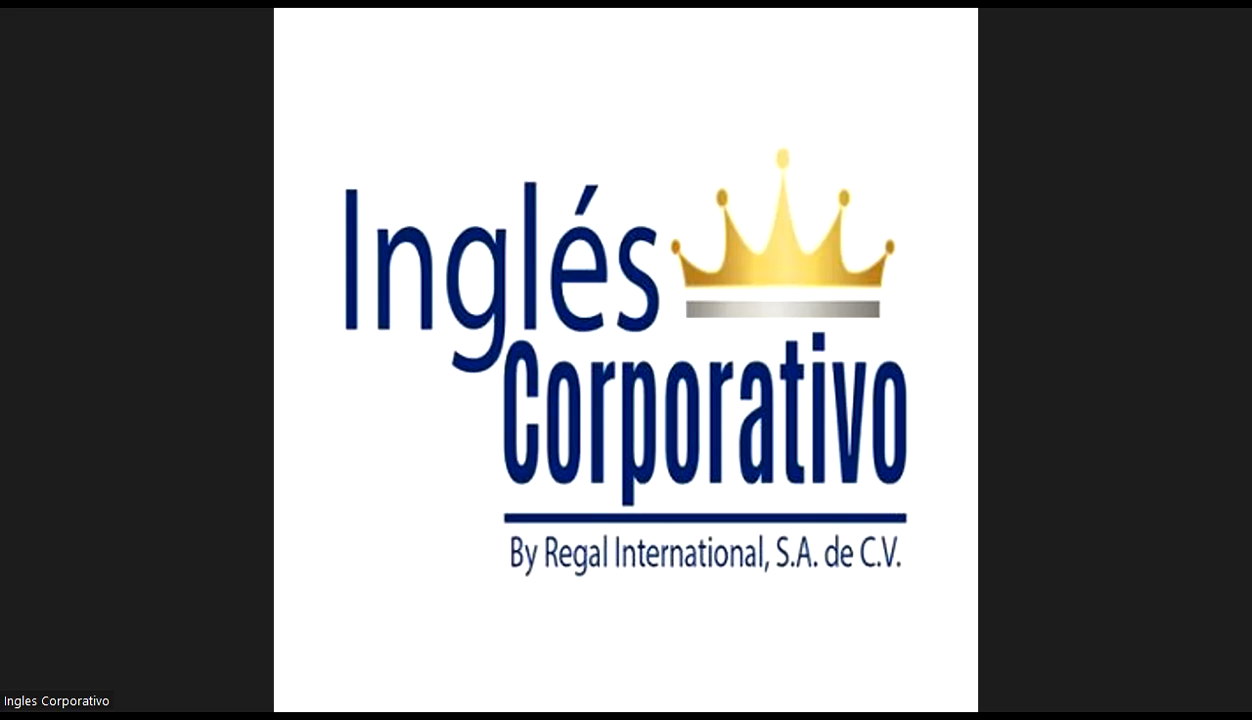 Inglés
Corporativo
By Regal International, S.A. de C.V.
Ingles Corporativo